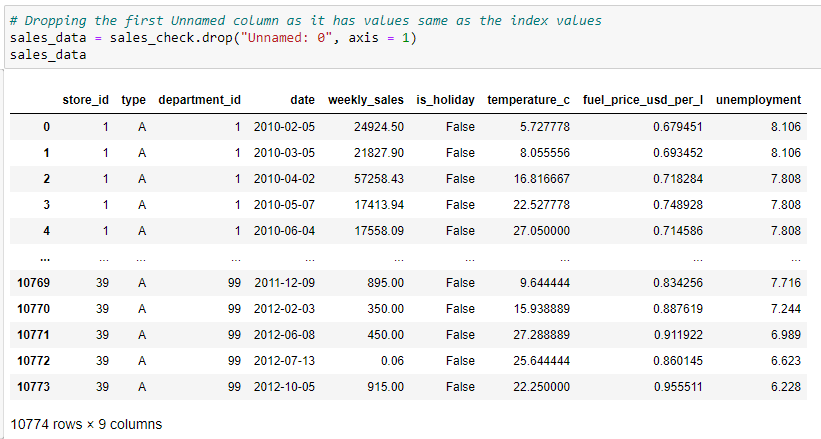 # Dropping the first Unnamed column as it has values same as the index values
sales_data = sales_check.drop("Unnamed: 0", axis = 1)
sales_data
store_id type department_id date weekly_sales is_holiday temperature_c fuel_price_usd_per_l unemployment
0 1 A 1 2010-02-05 24924.50 False 5.727778 0.679451 8.106
1 1 A 1 2010-03-05 21827.90 False 8.055556 0.693452 8.106
2 1 A 1 2010-04-02 57258.43 False 16.816667 0.718284 7.808
3 1 A 1 2010-05-07 17413.94 False 22.527778 0.748928 7.808
4 1 A 1 2010-06-04 17558.09 False 27.050000 0.714586 7.808
... ... ... ... ... ... ... ... ... ...
10769 39 A 99 2011-12-09 895.00 False 9.644444 0.834256 7.716
10770 39 A 99 2012-02-03 350.00 False 15.938889 0.887619 7.244
10771 39 A 99 2012-06-08 450.00 False 27.288889 0.911922 6.989
10772 39 A 99 2012-07-13 0.06 False 25.644444 0.860145 6.623
10773 39 A 99 2012-10-05 915.00 False 22.250000 0.955511 6.228
10774 rows × 9 columns